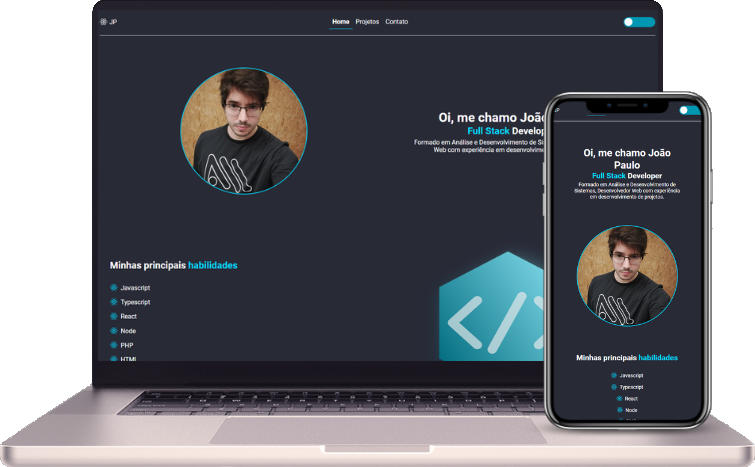 JP
Home Projetos Contato
Oi, me chamo João
Full Stack Develop
Formado em Análise e Desenvolvimento de Sis
Web com experiência em desenvolvime
Minhas principais habilidades
Javascript
Typescript
React
Node
PHP
HTML
</>
Oi, me chamo João
Paulo
Full Stack Developer
Formado em Análise e Desenvolvimento de
Sistemas, Desenvolvedor Web com experiência
em desenvolvimento de projetos.
Minhas principais habilidades
Javascript
Typescript
React
Node